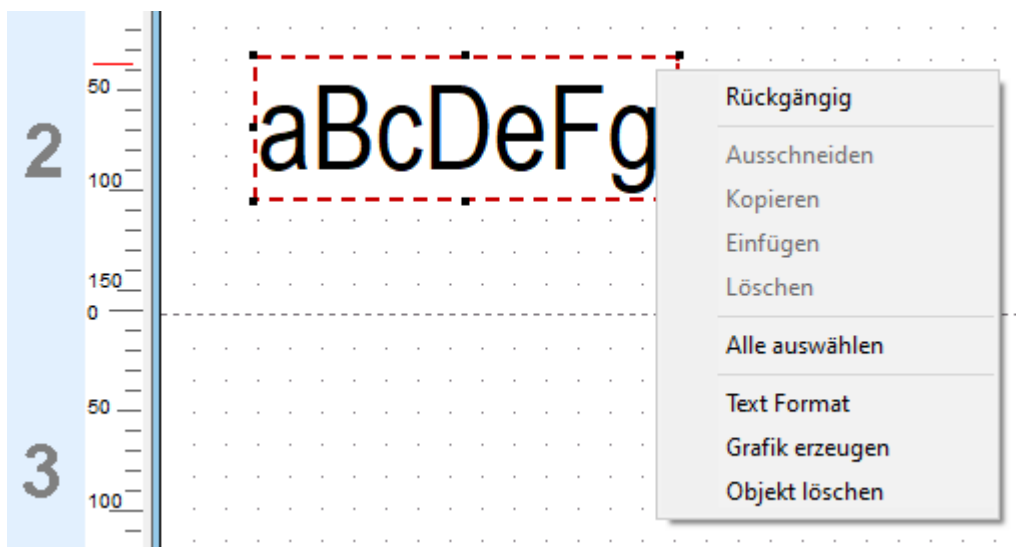 50
2
100
150
0
50
3
100
aBcDeFg
Rückgängig
Ausschneiden
Kopieren
Einfügen
Löschen
Alle auswählen
Text Format
Grafik erzeugen
Objekt löschen